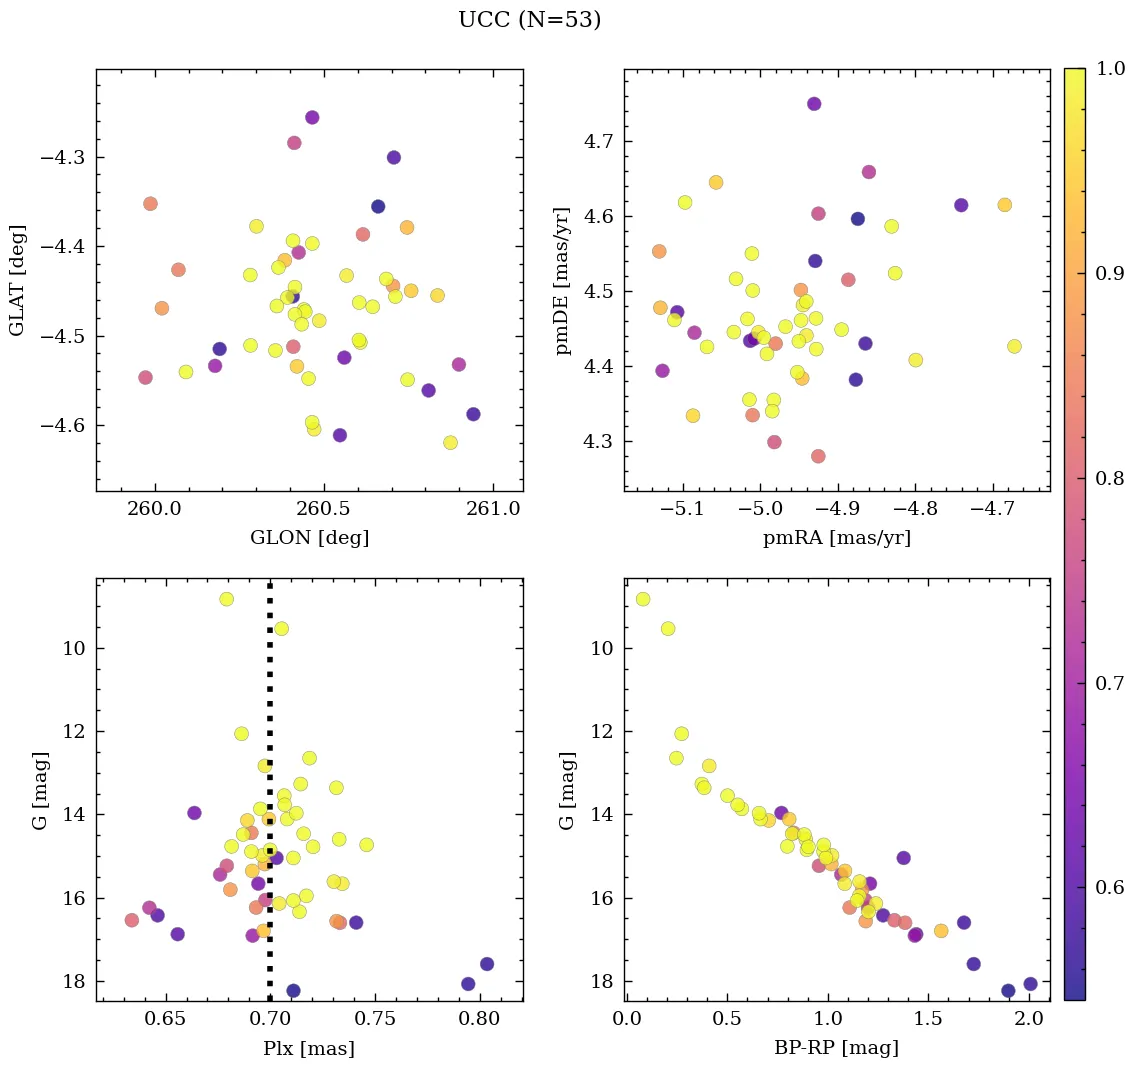 UCC (N=53)
−4.3
−4.4
−4.5
−4.6
GLAT [deg]
260.0 260.5 261.0
GLON [deg]
4.7
4.6
4.5
4.4
4.3
pmDE [mas/yr]
−5.1 −5.0 −4.9 −4.8 −4.7
pmRA [mas/yr]
1.0
0.9
0.8
0.7
0.6
10
12
14
16
18
G [mag]
0.65 0.70 0.75 0.80
Plx [mas]
10
12
14
16
18
G [mag]
0.0 0.5 1.0 1.5 2.0
BP-RP [mag]